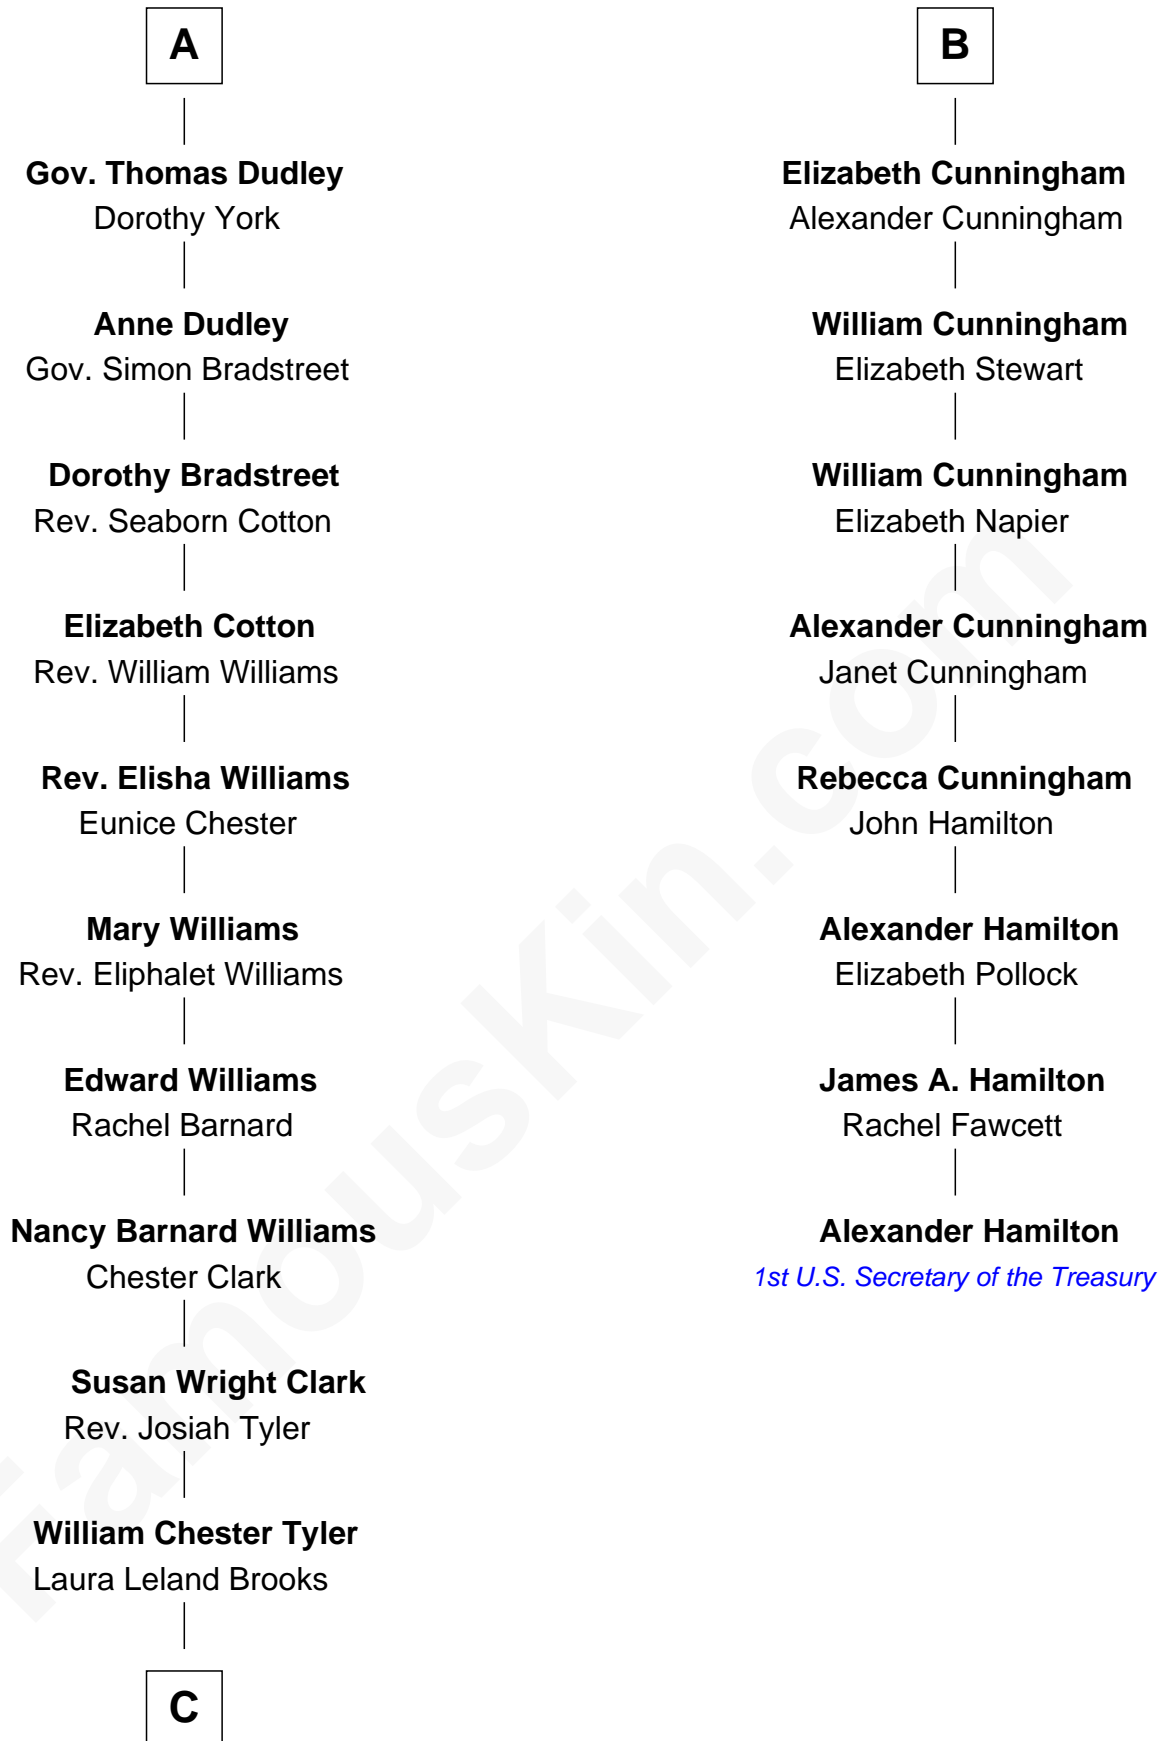 A
Gov. Thomas Dudley
Dorothy York
Anne Dudley
Gov. Simon Bradstreet
Dorothy Bradstreet
Rev. Seaborn Cotton
Elizabeth Cotton
Rev. William Williams
Rev. Elisha Williams
Eunice Chester
Mary Williams
Rev. Eliphalet Williams
Edward Williams
Rachel Barnard
Nancy Barnard Williams
Chester Clark
Susan Wright Clark
Rev. Josiah Tyler
William Chester Tyler
Laura Leland Brooks
C
B
Elizabeth Cunningham
Alexander Cunningham
William Cunningham
Elizabeth Stewart
William Cunningham
Elizabeth Napier
Alexander Cunningham
Janet Cunningham
Rebecca Cunningham
John Hamilton
Alexander Hamilton
Elizabeth Pollock
James A. Hamilton
Rachel Fawcett
Alexander Hamilton
1st U.S. Secretary of the Treasury
FamousKin.com